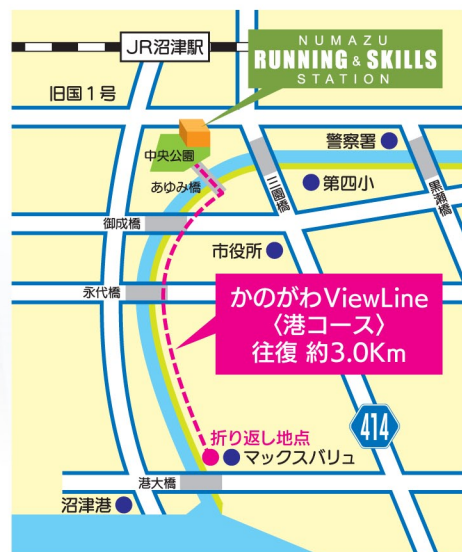 NUMAZU
RUNNING & SKILLS
STATION
JR沼津駅
旧国1号
中央公園
あゆみ橋
警察署
第四小
三園橋
黒瀬橋
御成橋
市役所
永代橋
かのがわViewLine
〈港コース〉
往復 約3.0Km
414
折り返し地点
マックスバリュ
港大橋
沼津港